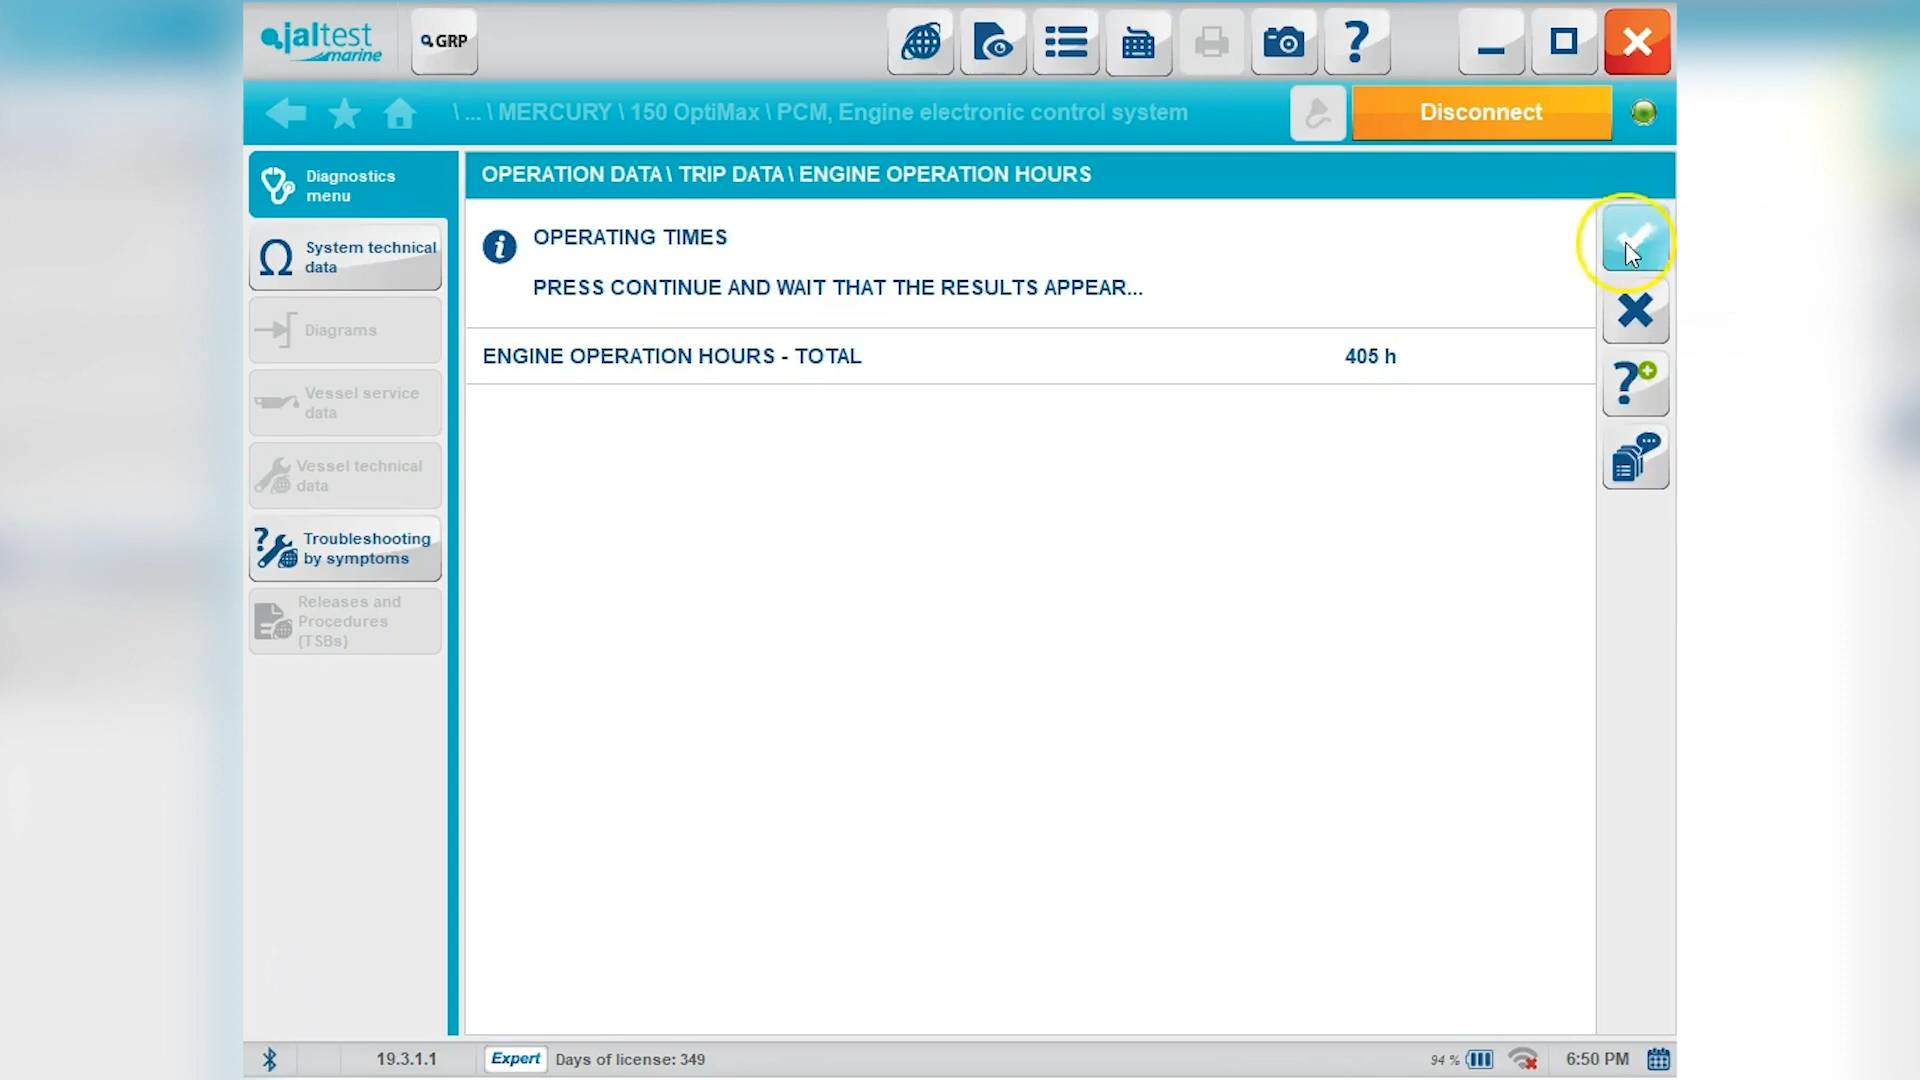 jaltest
marine
GRP
\ ... \ MERCURY \ 150 OptiMax \ PCM, Engine electronic control system
Disconnect
Diagnostics
menu
System technical
data
Diagrams
Vessel service
data
Vessel technical
data
Troubleshooting
by symptoms
Releases and
Procedures
(TSBs)
OPERATION DATA \ TRIP DATA \ ENGINE OPERATION HOURS
OPERATING TIMES
PRESS CONTINUE AND WAIT THAT THE RESULTS APPEAR...
ENGINE OPERATION HOURS - TOTAL 405 h
19.3.1.1 Expert Days of license: 349 94 % 6:50 PM